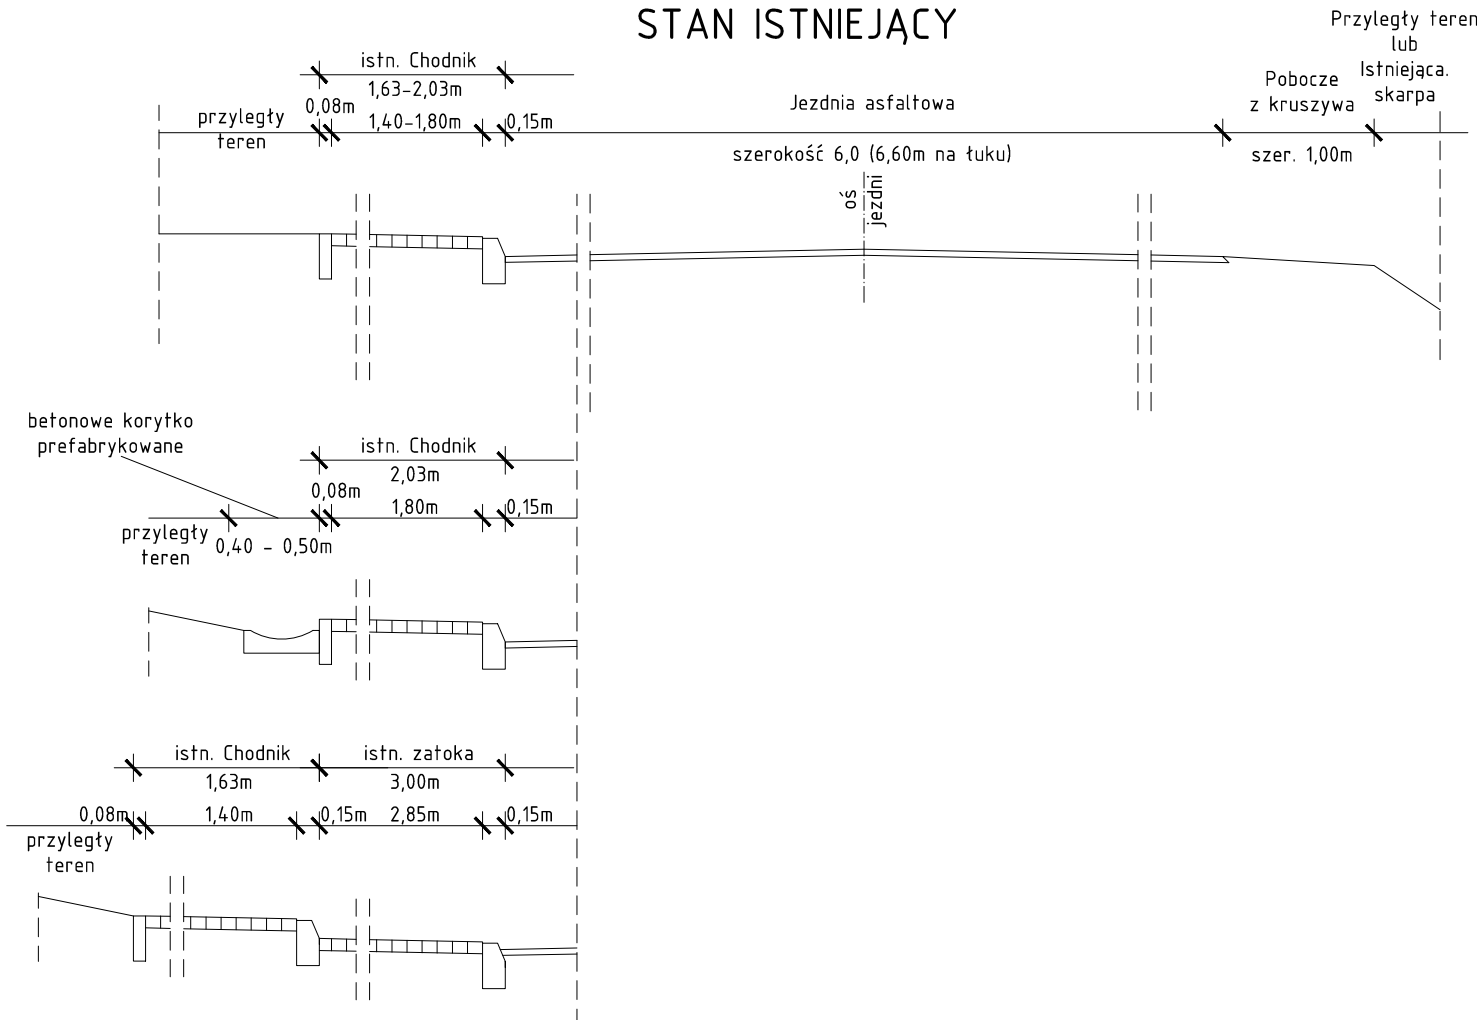 STAN ISTNIEJĄCY
Przyległy teren
lub
Istniejąca.
skarpa
istn. Chodnik
1,63-2,03m
0,08m
1,40-1,80m
0,15m
przyległy
teren
Jezdnia asfaltowa
szerokość 6,0 (6,60m na łuku)
Pobocze
z kruszywa
szer. 1,00m
oś
jezdni
betonowe korytko
prefabrykowane
istn. Chodnik
2,03m
0,08m
1,80m
0,15m
przyległy
teren
0,40 - 0,50m
istn. Chodnik
1,63m
istn. zatoka
3,00m
0,08m
1,40m
0,15m
2,85m
0,15m
przyległy
teren